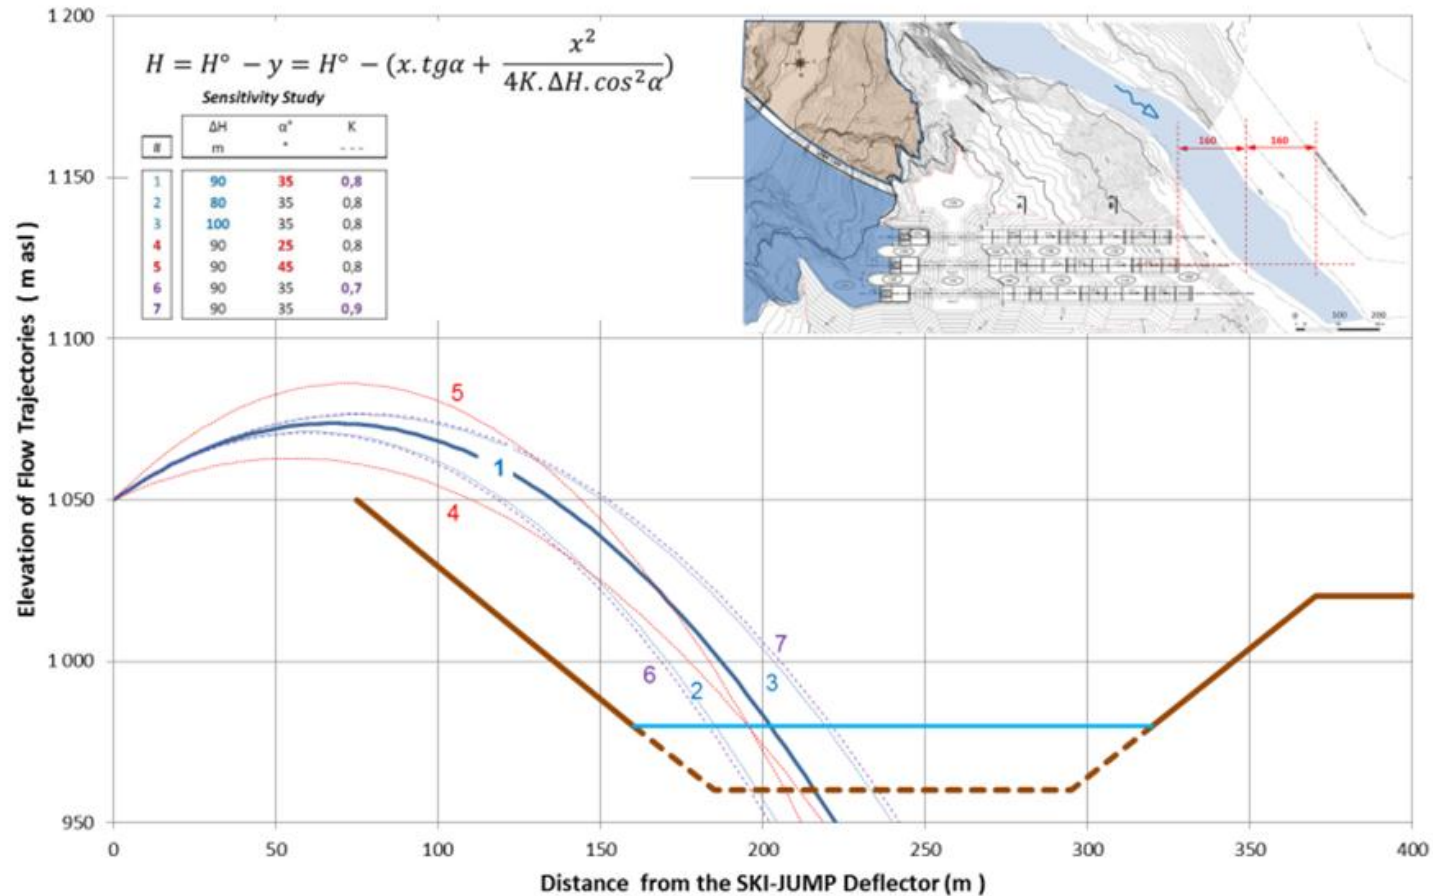 1 200
H = H° − y = H° − (x.tgα + x² / 4K.ΔH.cos²α)
Sensitivity Study
# ΔH α° K
m ° - - -
1 90 35 0,8
2 80 35 0,8
3 100 35 0,8
4 90 25 0,8
5 90 45 0,8
6 90 35 0,7
7 90 35 0,9
160 160
0 100 200
1 150
1 100
1 050
1 000
950
5
1
4
7
6 2 3
0 50 100 150 200 250 300 350 400
Distance from the SKI-JUMP Deflector (m )
Elevation of Flow Trajectories ( m asl )